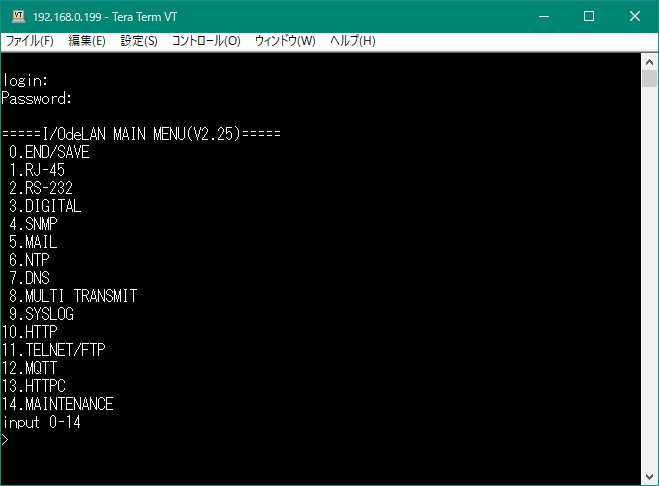 192.168.0.199 - Tera Term VT
ファイル(F) 編集(E) 設定(S) コントロール(O) ウィンドウ(W) ヘルプ(H)
login:
Password:
=====I/OdeLAN MAIN MENU(V2.25)=====
0.END/SAVE
1.RJ-45
2.RS-232
3.DIGITAL
4.SNMP
5.MAIL
6.NTP
7.DNS
8.MULTI TRANSMIT
9.SYSLOG
10.HTTP
11.TELNET/FTP
12.MQTT
13.HTTPC
14.MAINTENANCE
input 0-14
>